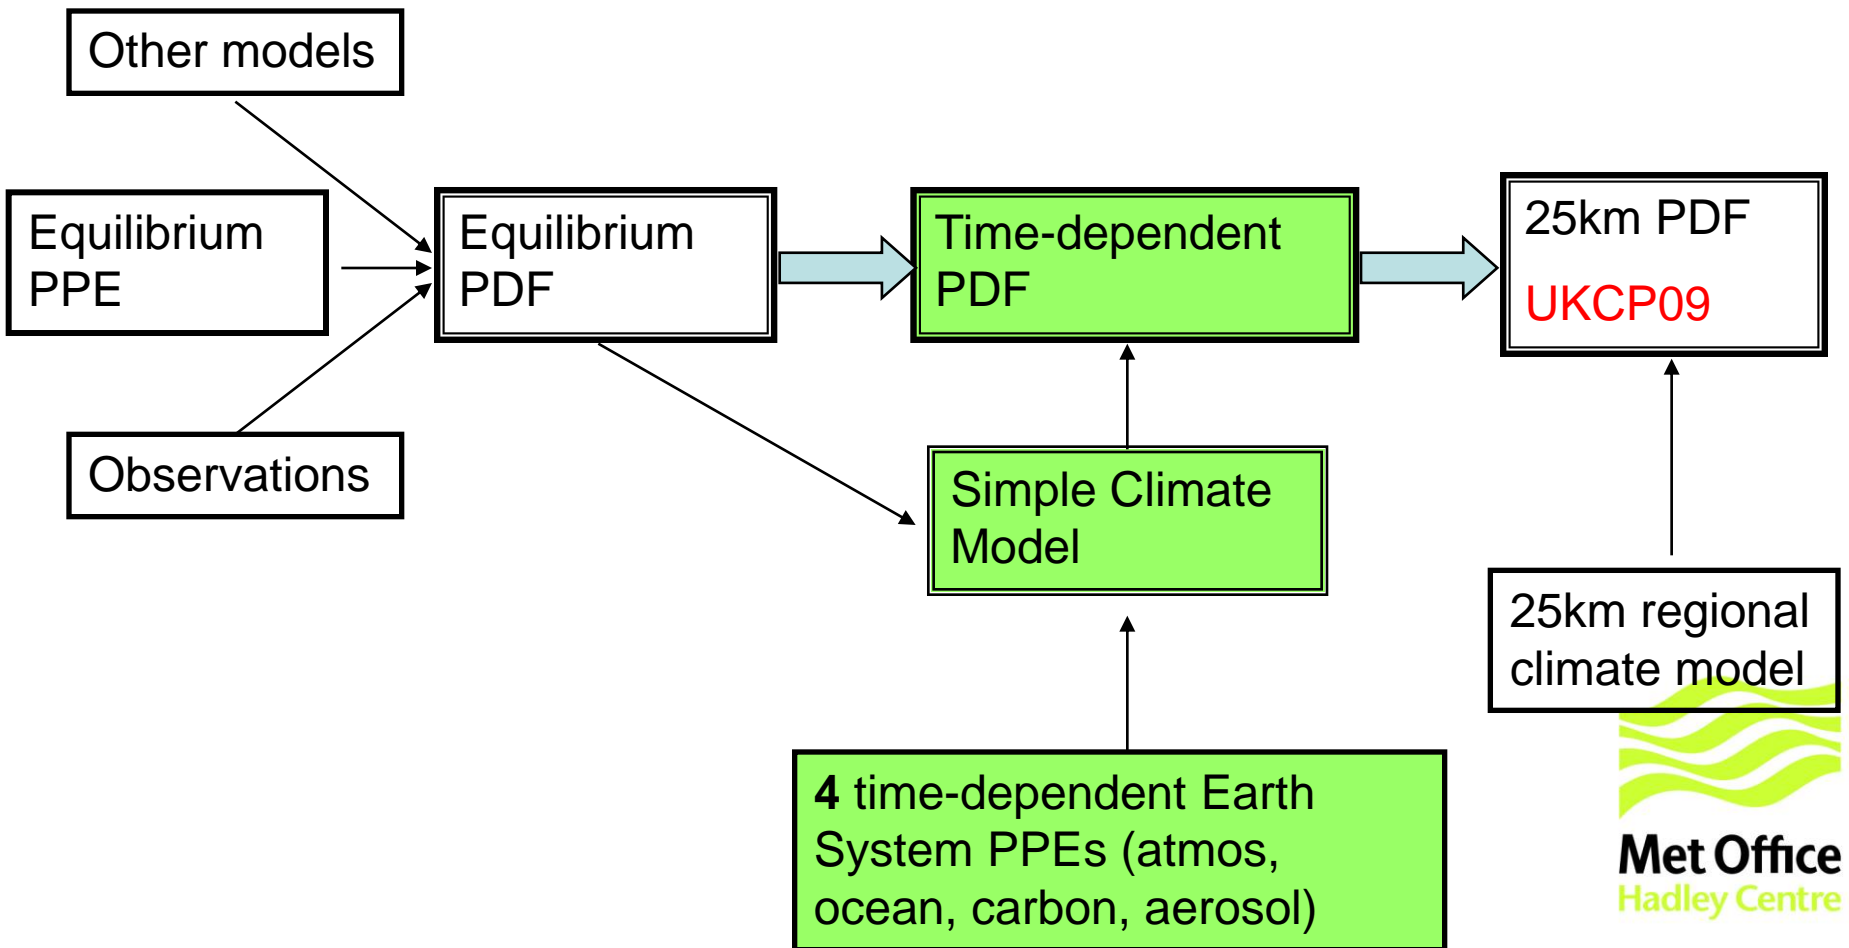 Other models
Equilibrium
PPE
Observations
Equilibrium
PDF
Time-dependent
PDF
25km PDF
UKCP09
Simple Climate
Model
25km regional
climate model
4 time-dependent Earth
System PPEs (atmos,
ocean, carbon, aerosol)
Met Office
Hadley Centre